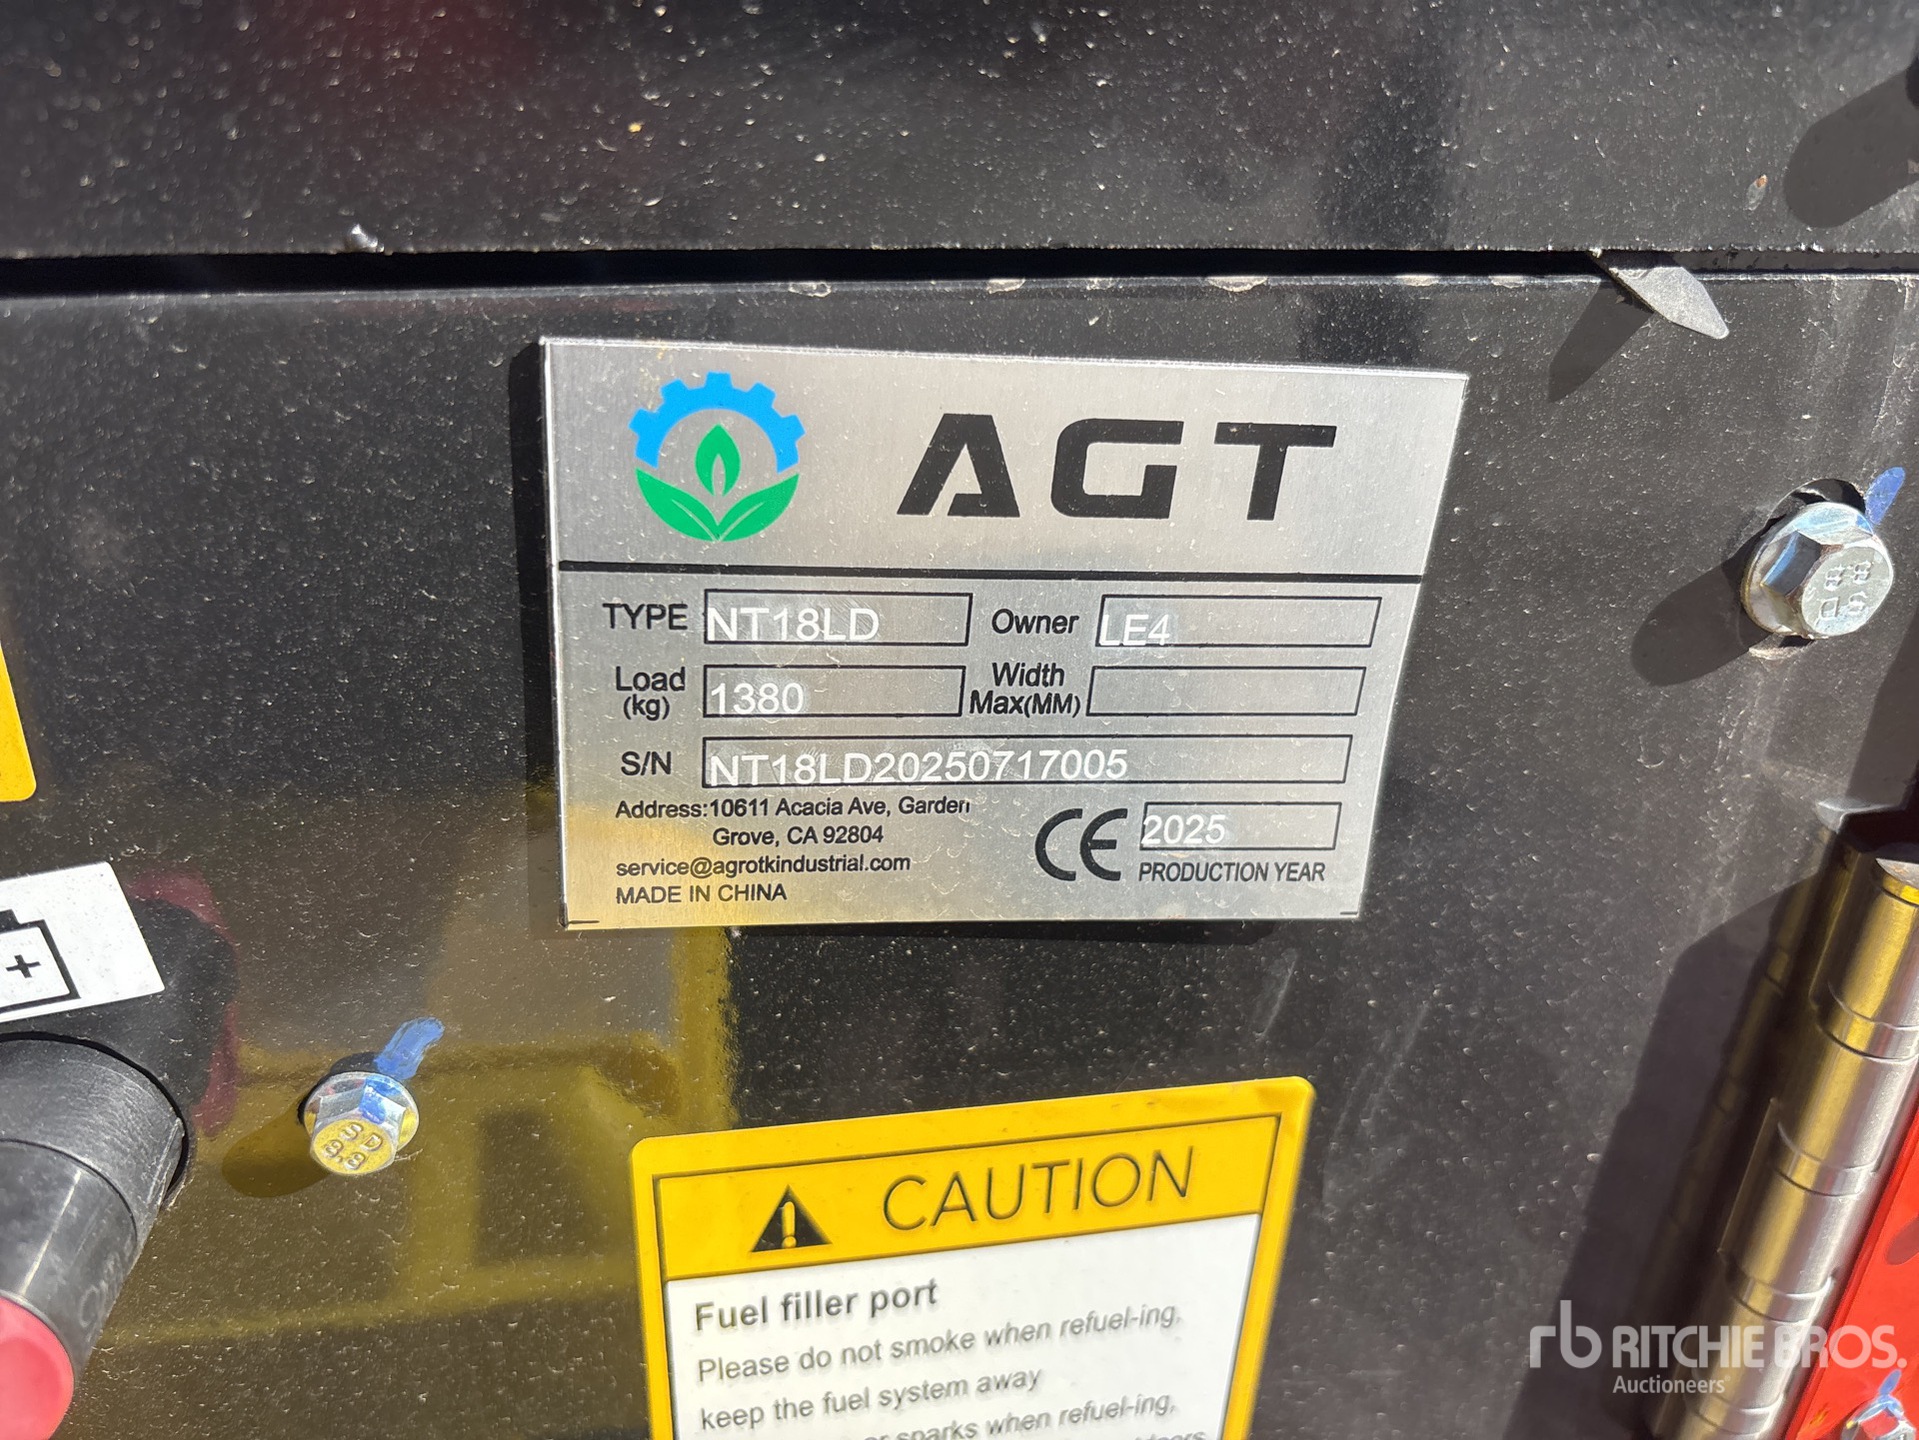 AGT
TYPE NT18LD Owner LE4
Load (kg) 1380 Width Max(MM)
S/N NT18LD20250717005
Address:10611 Acacia Ave, Garden
Grove, CA 92804
service@agrotkindustrial.com
MADE IN CHINA
CE 2025
PRODUCTION YEAR
SD
8.8
SD
8.8
CAUTION
Fuel filler port
Please do not smoke when refuel-ing,
keep the fuel system away
sparks when refuel-ing,
rb RITCHIE BROS.
Auctioneers